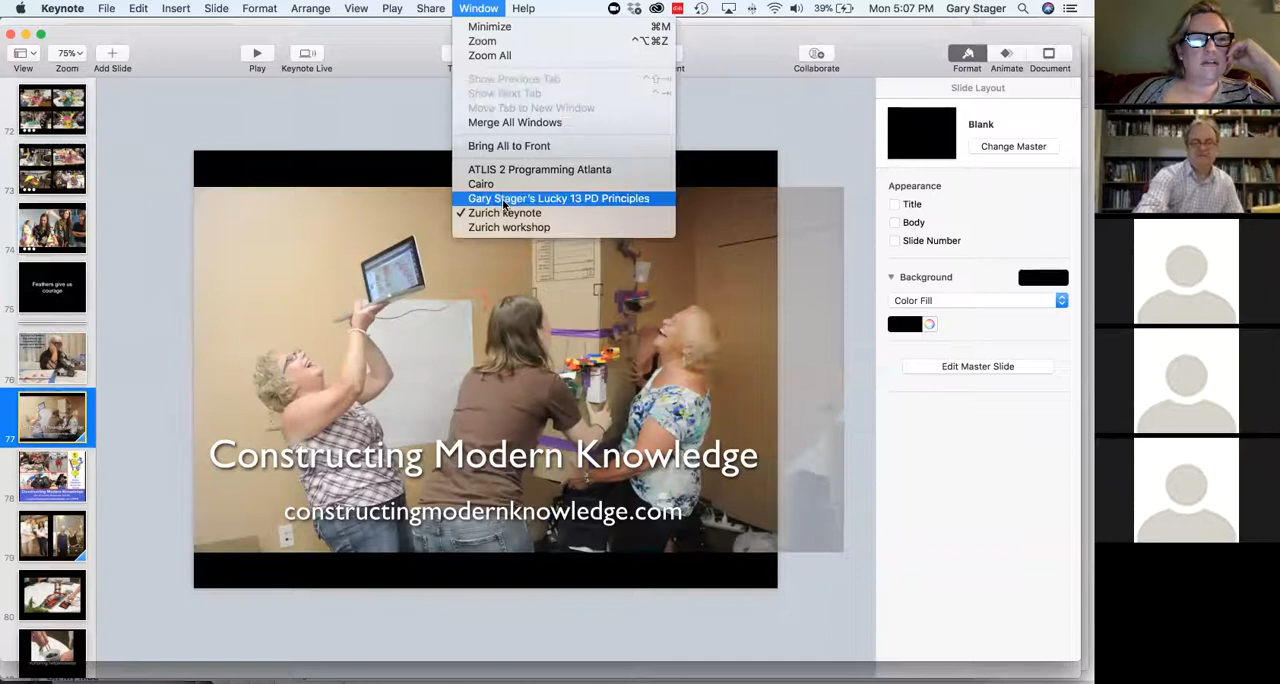 Keynote File Edit Insert Slide Format Arrange View Play Share Window Help 39% Mon 5:07 PM Gary Stager
75%
View Zoom Add Slide Play Keynote Live Collaborate Format Animate Document
Minimize ⌘M
Zoom ^⌥⌘Z
Zoom All
Show Previous Tab
Show Next Tab
Move Tab to New Window
Merge All Windows
Bring All to Front
ATLIS 2 Programming Atlanta
Cairo
Gary Stager's Lucky 13 PD Principles
✓ Zurich keynote
Zurich workshop
72
73
74
Feathers give us
courage
75
76
77
78
79
80
Constructing Modern Knowledge
constructingmodernknowledge.com
Slide Layout
Blank
Change Master
Appearance
Title
Body
Slide Number
Background
Color Fill
Edit Master Slide